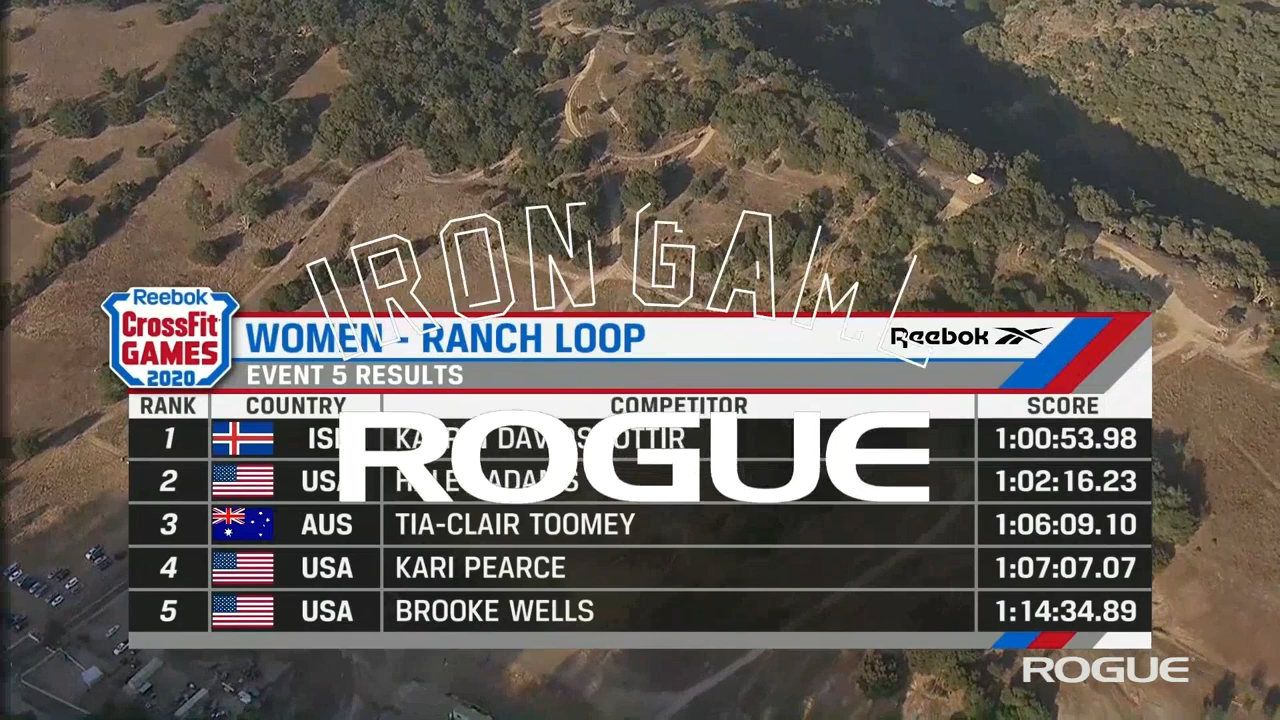 IRON GAME
Reebok
CrossFit
GAMES
2020
WOMEN - RANCH LOOP
Reebok
EVENT 5 RESULTS
RANK COUNTRY COMPETITOR SCORE
1 1:00:53.98
ROGUE
2 1:02:16.23
3 AUS TIA-CLAIR TOOMEY 1:06:09.10
4 USA KARI PEARCE 1:07:07.07
5 USA BROOKE WELLS 1:14:34.89
ROGUE